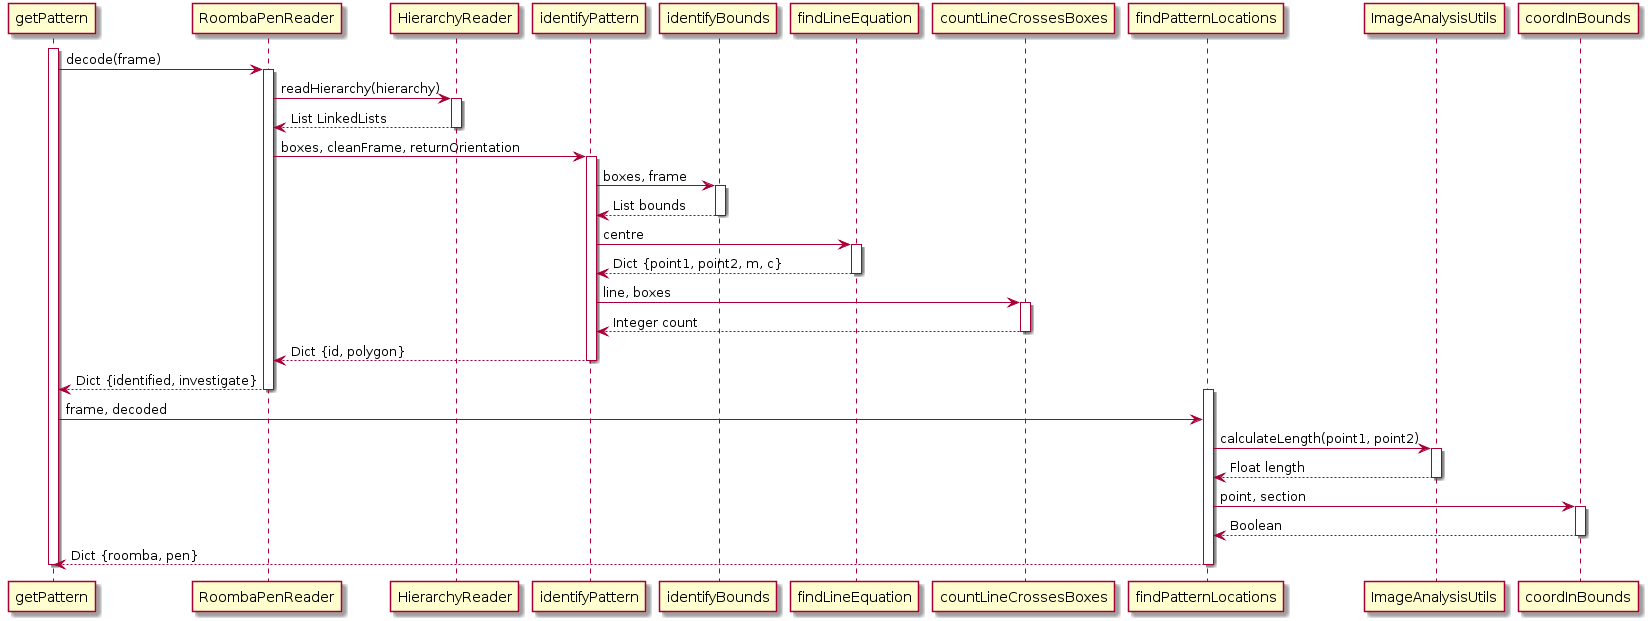 getPattern RoombaPenReader HierarchyReader identifyPattern identifyBounds findLineEquation countLineCrossesBoxes findPatternLocations ImageAnalysisUtils coordInBounds
decode(frame)
readHierarchy(hierarchy)
List LinkedLists
boxes, cleanFrame, returnOrientation
boxes, frame
List bounds
centre
Dict {point1, point2, m, c}
line, boxes
Integer count
Dict {id, polygon}
Dict {identified, investigate}
frame, decoded
calculateLength(point1, point2)
Float length
point, section
Boolean
Dict {roomba, pen}
getPattern RoombaPenReader HierarchyReader identifyPattern identifyBounds findLineEquation countLineCrossesBoxes findPatternLocations ImageAnalysisUtils coordInBounds